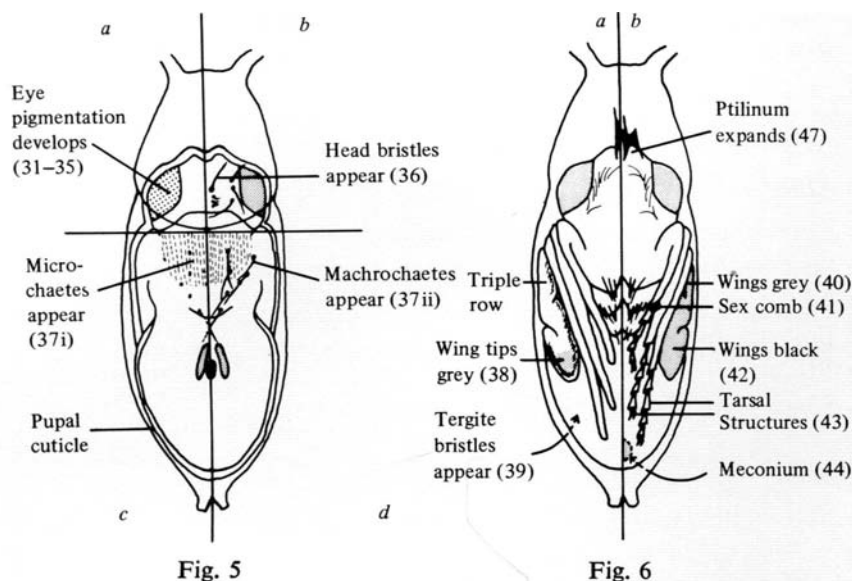 a
b
Eye
pigmentation
develops
(31–35)
Head bristles
appear (36)
Micro-
chaetes
appear
(37i)
Machrochaetes
appear (37ii)
Pupal
cuticle
c
d
Fig. 5
a
b
Ptilinum
expands (47)
Triple
row
Wings grey (40)
Sex comb (41)
Wing tips
grey (38)
Wings black
(42)
Tergite
bristles
appear (39)
Tarsal
Structures (43)
Meconium (44)
Fig. 6